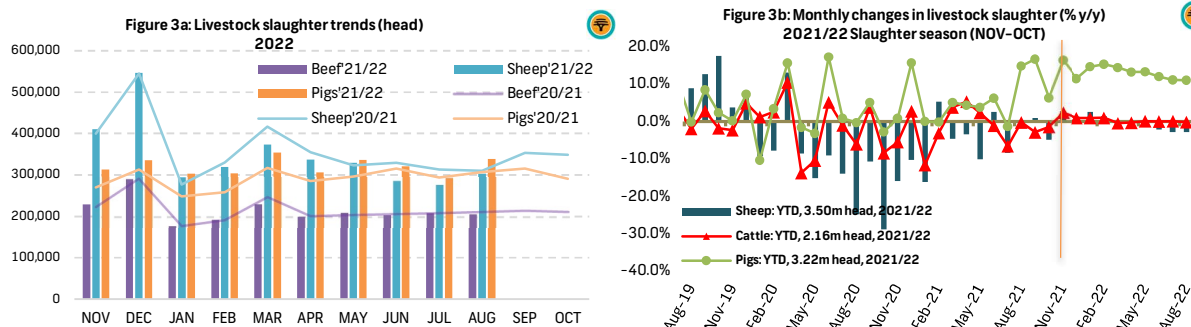 Figure 3a: Livestock slaughter trends (head)
2022
600,000
500,000
400,000
300,000
200,000
100,000
0
Beef'21/22
Sheep'21/22
Pigs'21/22
Beef'20/21
Sheep'20/21
Pigs'20/21
NOV DEC JAN FEB MAR APR MAY JUN JUL AUG SEP OCT
Figure 3b: Monthly changes in livestock slaughter (% y/y)
2021/22 Slaughter season (NOV-OCT)
20.0%
10.0%
0.0%
-10.0%
-20.0%
-30.0%
-40.0%
Sheep: YTD, 3.50m head, 2021/22
Cattle: YTD, 2.16m head, 2021/22
Pigs: YTD, 3.22m head, 2021/22
Aug-19 Nov-19 Feb-20 May-20 Aug-20 Nov-20 Feb-21 May-21 Aug-21 Nov-21 Feb-22 May-22 Aug-22